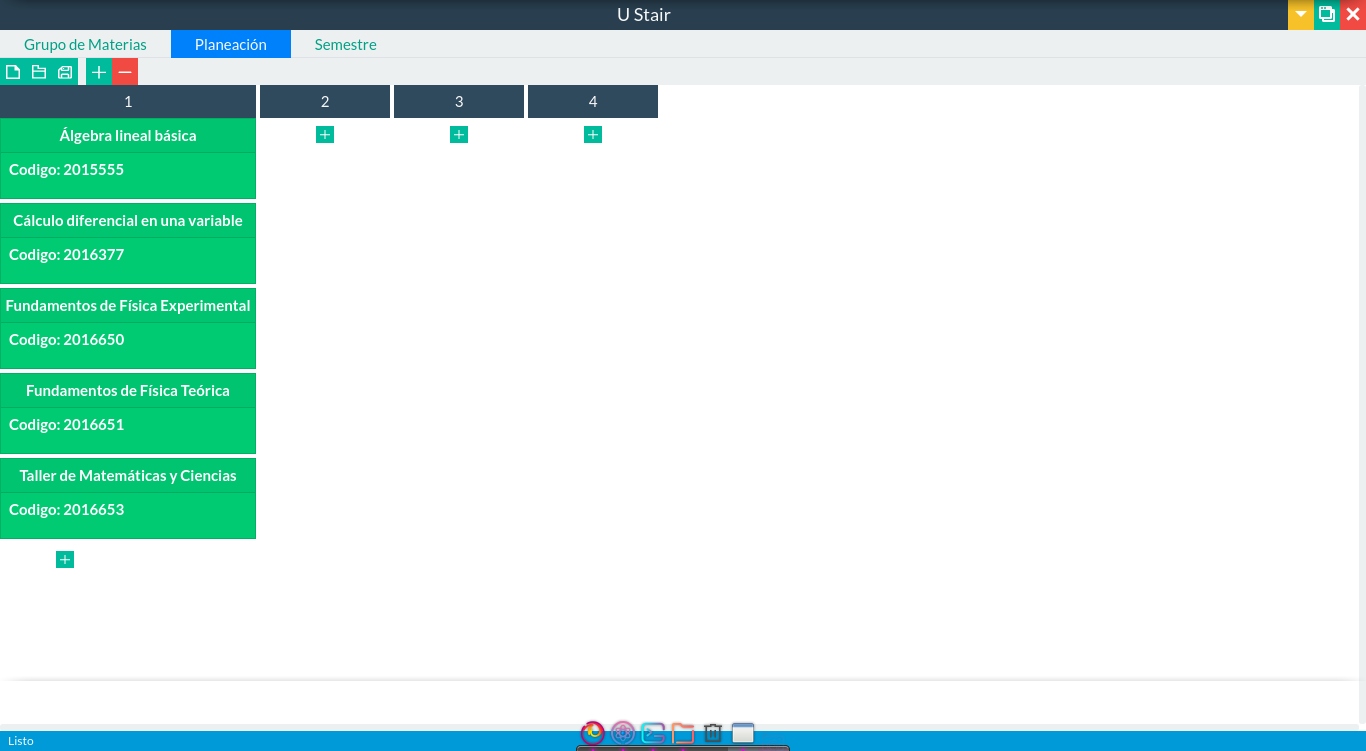 U Stair
Grupo de Materias Planeación Semestre
1 2 3 4
Álgebra lineal básica
Codigo: 2015555
Cálculo diferencial en una variable
Codigo: 2016377
Fundamentos de Física Experimental
Codigo: 2016650
Fundamentos de Física Teórica
Codigo: 2016651
Taller de Matemáticas y Ciencias
Codigo: 2016653
Listo